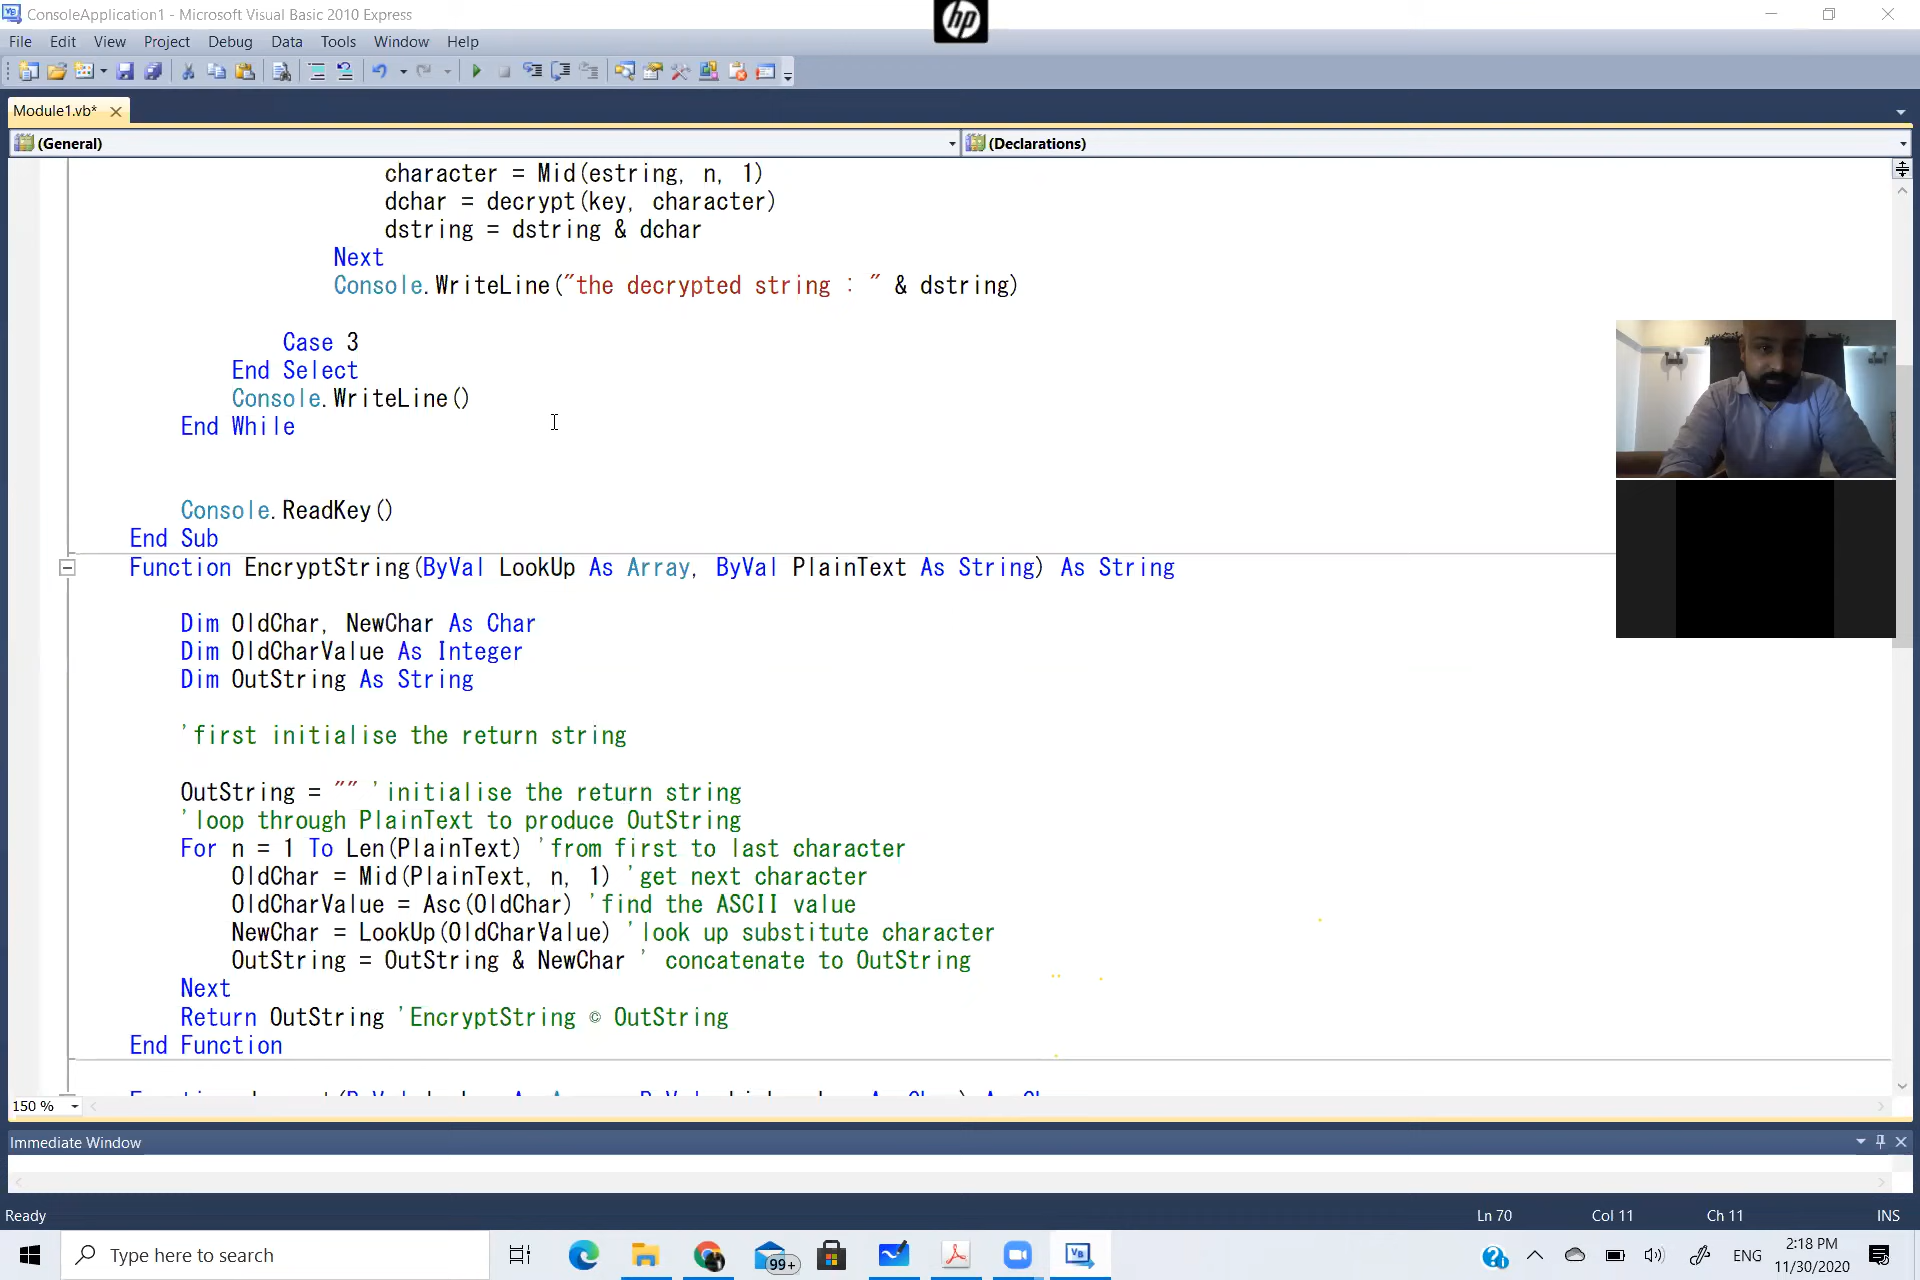 ConsoleApplication1 - Microsoft Visual Basic 2010 Express
hp
File Edit View Project Debug Data Tools Window Help
Module1.vb*
(General) (Declarations)
character = Mid(estring, n, 1)
dchar = decrypt(key, character)
dstring = dstring & dchar
Next
Console.WriteLine("the decrypted string : " & dstring)
Case 3
End Select
Console.WriteLine()
End While
Console.ReadKey()
End Sub
Function EncryptString(ByVal LookUp As Array, ByVal PlainText As String) As String
Dim OldChar, NewChar As Char
Dim OldCharValue As Integer
Dim OutString As String
'first initialise the return string
OutString = "" 'initialise the return string
'loop through PlainText to produce OutString
For n = 1 To Len(PlainText) 'from first to last character
OldChar = Mid(PlainText, n, 1) 'get next character
OldCharValue = Asc(OldChar) 'find the ASCII value
NewChar = LookUp(OldCharValue) 'look up substitute character
OutString = OutString & NewChar ' concatenate to OutString
Next
Return OutString 'EncryptString © OutString
End Function
150 %
Immediate Window
Ready Ln 70 Col 11 Ch 11 INS
Type here to search 99+ VB ENG 2:18 PM
11/30/2020